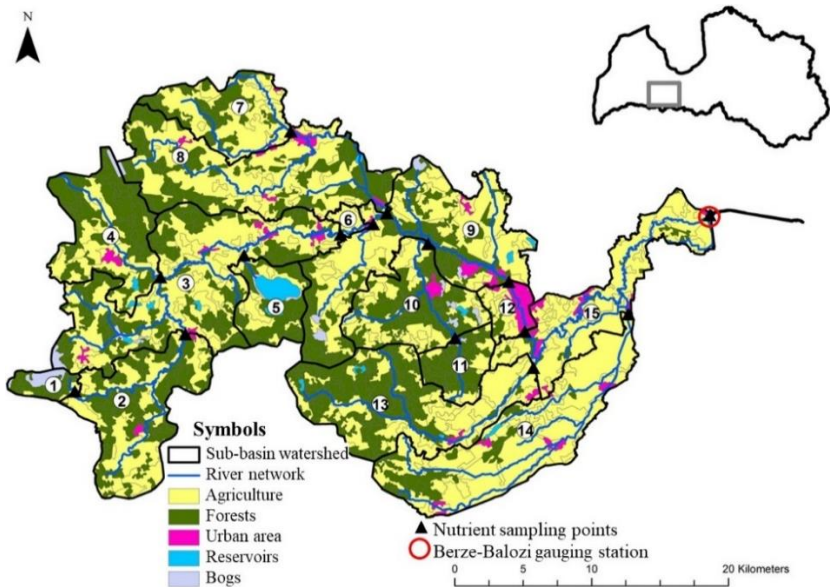 N
7
8
6
9
4
3
5
10
12
15
11
1
2
13
14
Symbols
Sub-basin watershed
River network
Agriculture
Forests
Urban area
Reservoirs
Bogs
Nutrient sampling points
Berze-Balozi gauging station
0 5 10 20 Kilometers